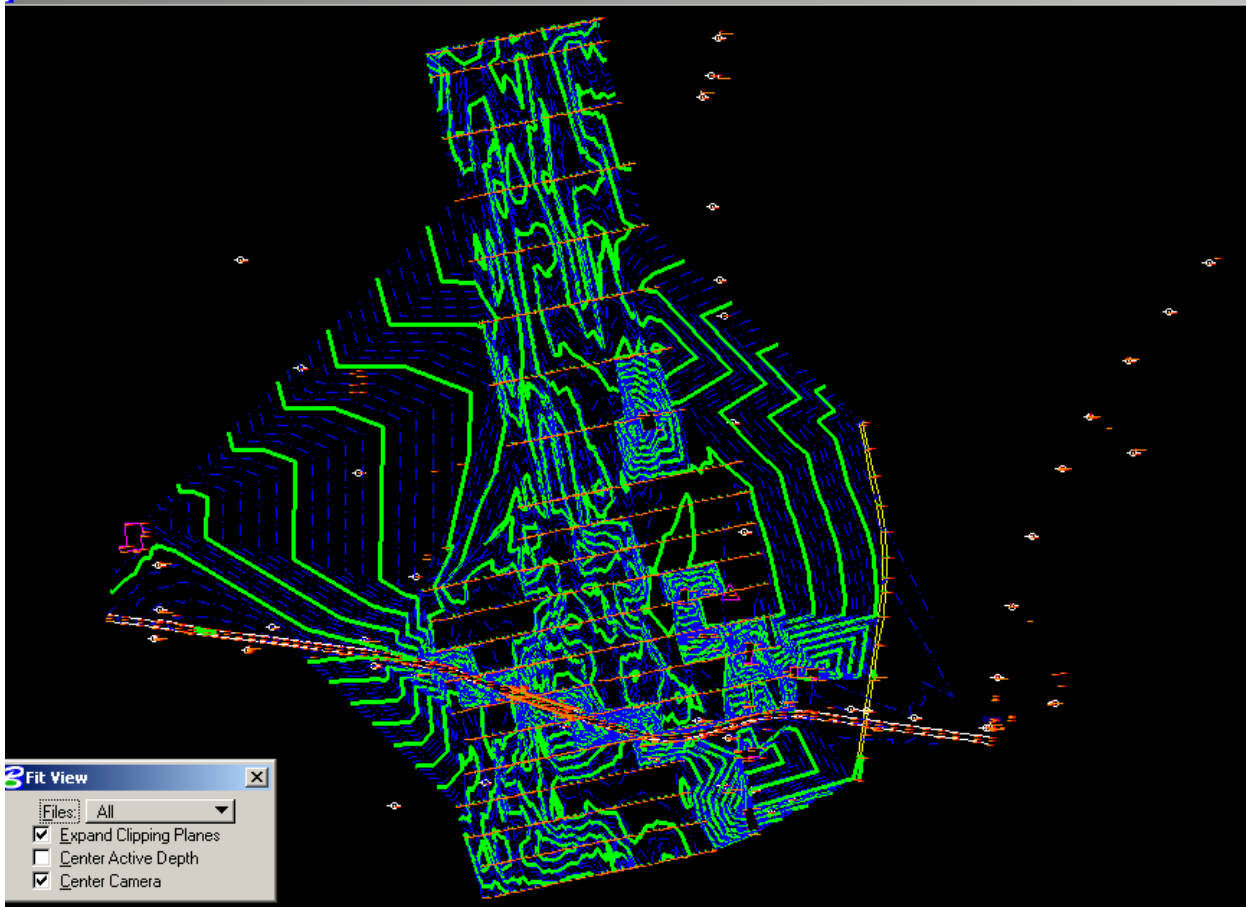 Fit View
Files: All
Expand Clipping Planes
Center Active Depth
Center Camera